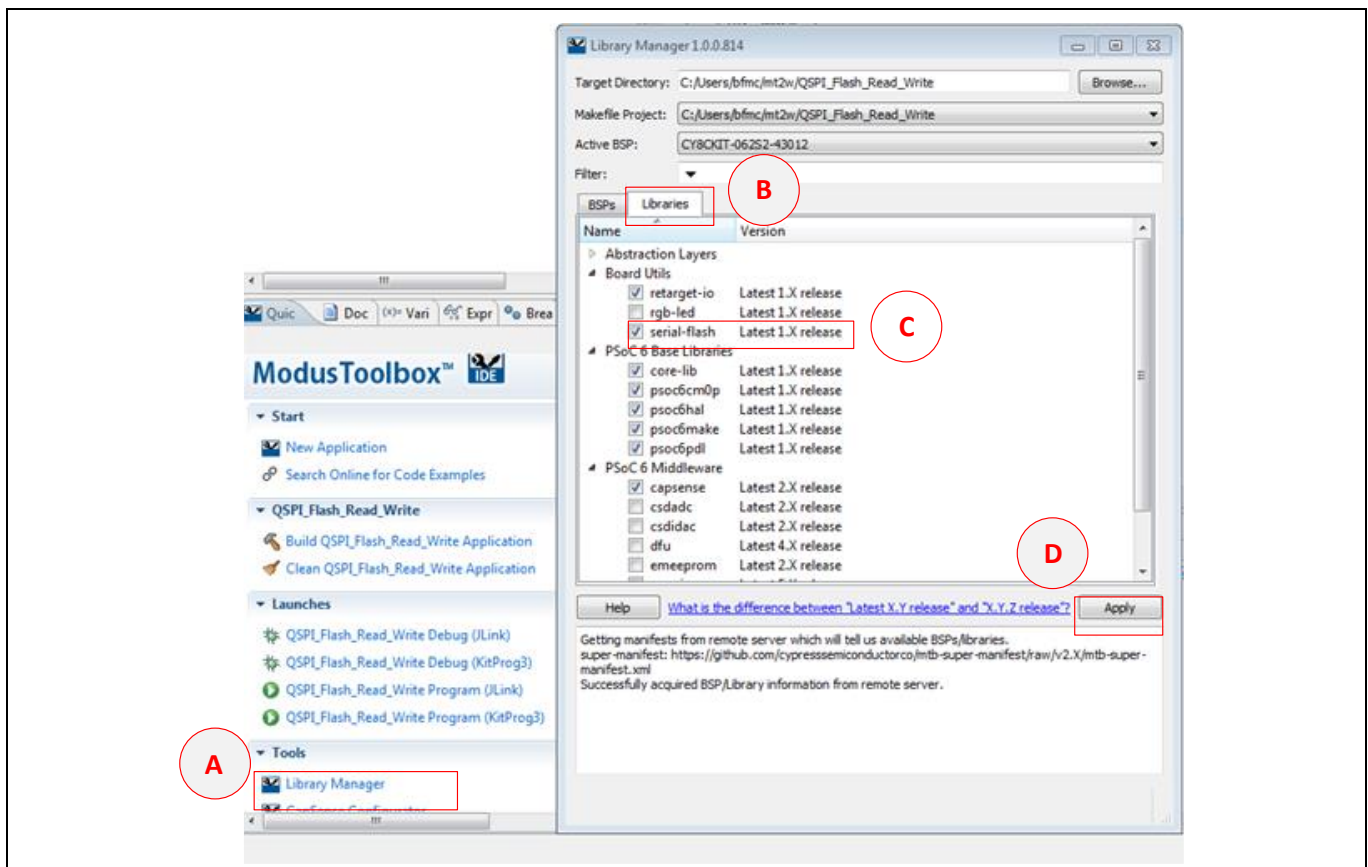 Library Manager 1.0.0.814
Target Directory: C:/Users/bfmc/mt2w/QSPI_Flash_Read_Write Browse...
Makefile Project: C:/Users/bfmc/mt2w/QSPI_Flash_Read_Write
Active BSP: CY8CKIT-062S2-43012
Filter:
B
BSPs Libraries
Name Version
Abstraction Layers
Board Utils
retarget-io Latest 1.X release
rgb-led Latest 1.X release
serial-flash Latest 1.X release
C
PSoC 6 Base Libraries
core-lib Latest 1.X release
psoc6cm0p Latest 1.X release
psoc6hal Latest 1.X release
psoc6make Latest 1.X release
psoc6pdl Latest 1.X release
PSoC 6 Middleware
capsense Latest 2.X release
csdadc Latest 2.X release
csdidac Latest 2.X release
dfu Latest 4.X release
emeeprom Latest 2.X release
D
Help What is the difference between "Latest X.Y release" and "X.Y.Z release"? Apply
Getting manifests from remote server which will tell us available BSPs/libraries.
super-manifest: https://github.com/cypresssemiconductorco/mtb-super-manifest/raw/v2.X/mtb-super-
manifest.xml
Successfully acquired BSP/Library information from remote server.
Quic Doc (x)= Vari Expr Brea
ModusToolbox™ IDE
Start
New Application
Search Online for Code Examples
QSPI_Flash_Read_Write
Build QSPI_Flash_Read_Write Application
Clean QSPI_Flash_Read_Write Application
Launches
QSPI_Flash_Read_Write Debug (JLink)
QSPI_Flash_Read_Write Debug (KitProg3)
QSPI_Flash_Read_Write Program (JLink)
QSPI_Flash_Read_Write Program (KitProg3)
Tools
A
Library Manager